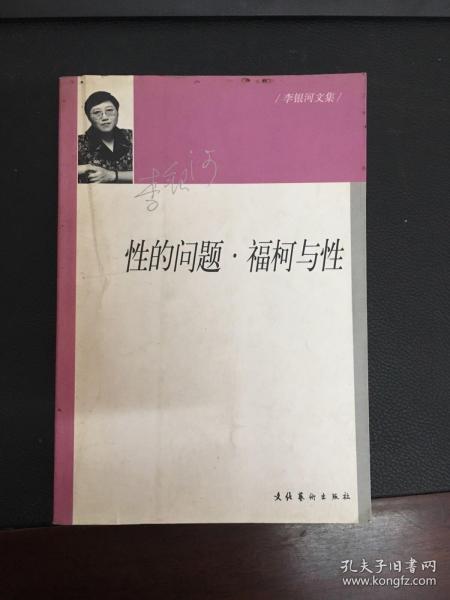 /李银河文集/
李银河
性的问题·福柯与性
文化艺术出版社
孔夫子旧书网
www.kongfz.com